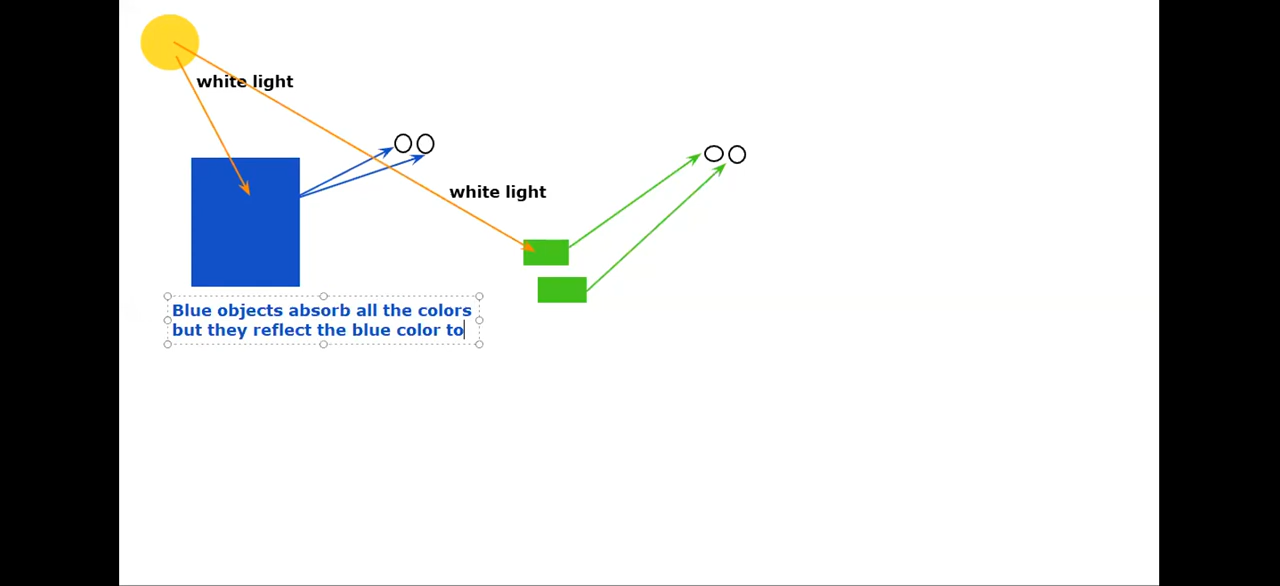 white light
white light
Blue objects absorb all the colors
but they reflect the blue color to